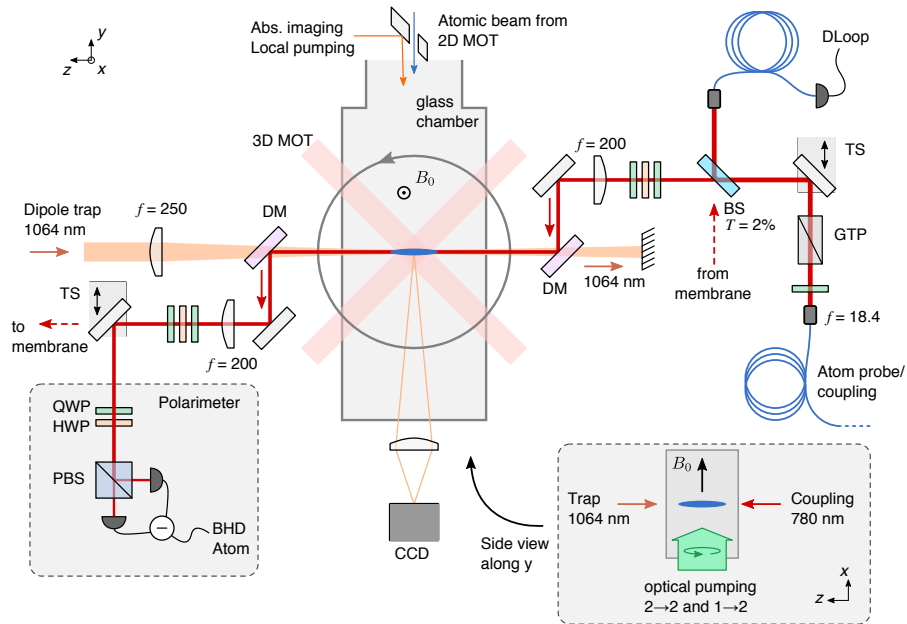 Abs. imaging
Local pumping
Atomic beam from
2D MOT
DLoop
y
z
x
glass
chamber
3D MOT
f = 200
TS
B₀
Dipole trap
1064 nm
f = 250
DM
BS
T = 2%
GTP
DM
1064 nm
from
membrane
TS
to
membrane
f = 200
f = 18.4
Atom probe/
coupling
QWP
HWP
Polarimeter
PBS
BHD
Atom
CCD
Side view
along y
B₀
Trap
1064 nm
Coupling
780 nm
optical pumping
2→2 and 1→2
x
z